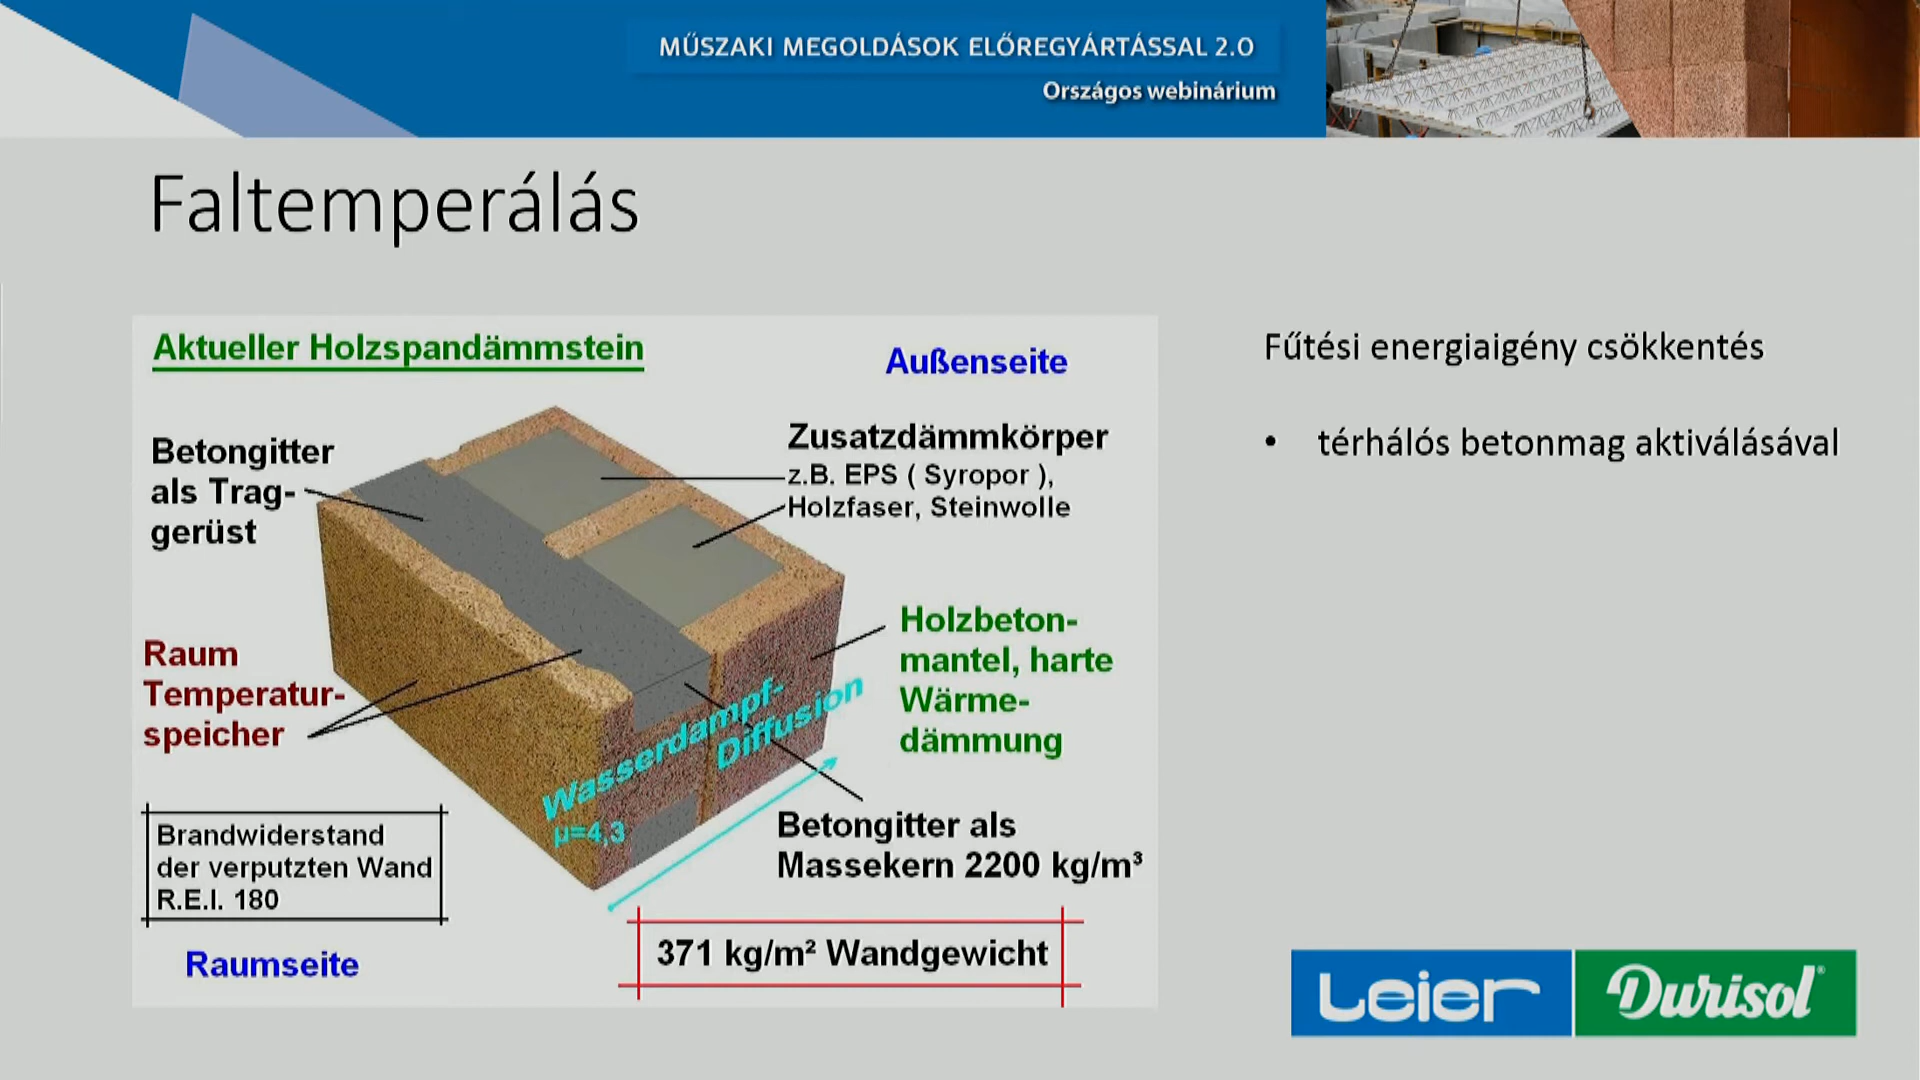 MŰSZAKI MEGOLDÁSOK ELŐREGYÁRTÁSSAL 2.0
Országos webinárium
Faltemperálás
Aktueller Holzspandämmstein
Außenseite
Betongitter
als Trag-
gerüst
Zusatzdämmkörper
z.B. EPS ( Syropor ),
Holzfaser, Steinwolle
Raum
Temperatur-
speicher
Holzbeton-
mantel, harte
Wärme-
dämmung
Wasserdampf-
Diffusion
µ=4,3
Betongitter als
Massekern 2200 kg/m³
Brandwiderstand
der verputzten Wand
R.E.I. 180
371 kg/m² Wandgewicht
Raumseite
Fűtési energiaigény csökkentés
• térhálós betonmag aktiválásával
Leier
Durisol®